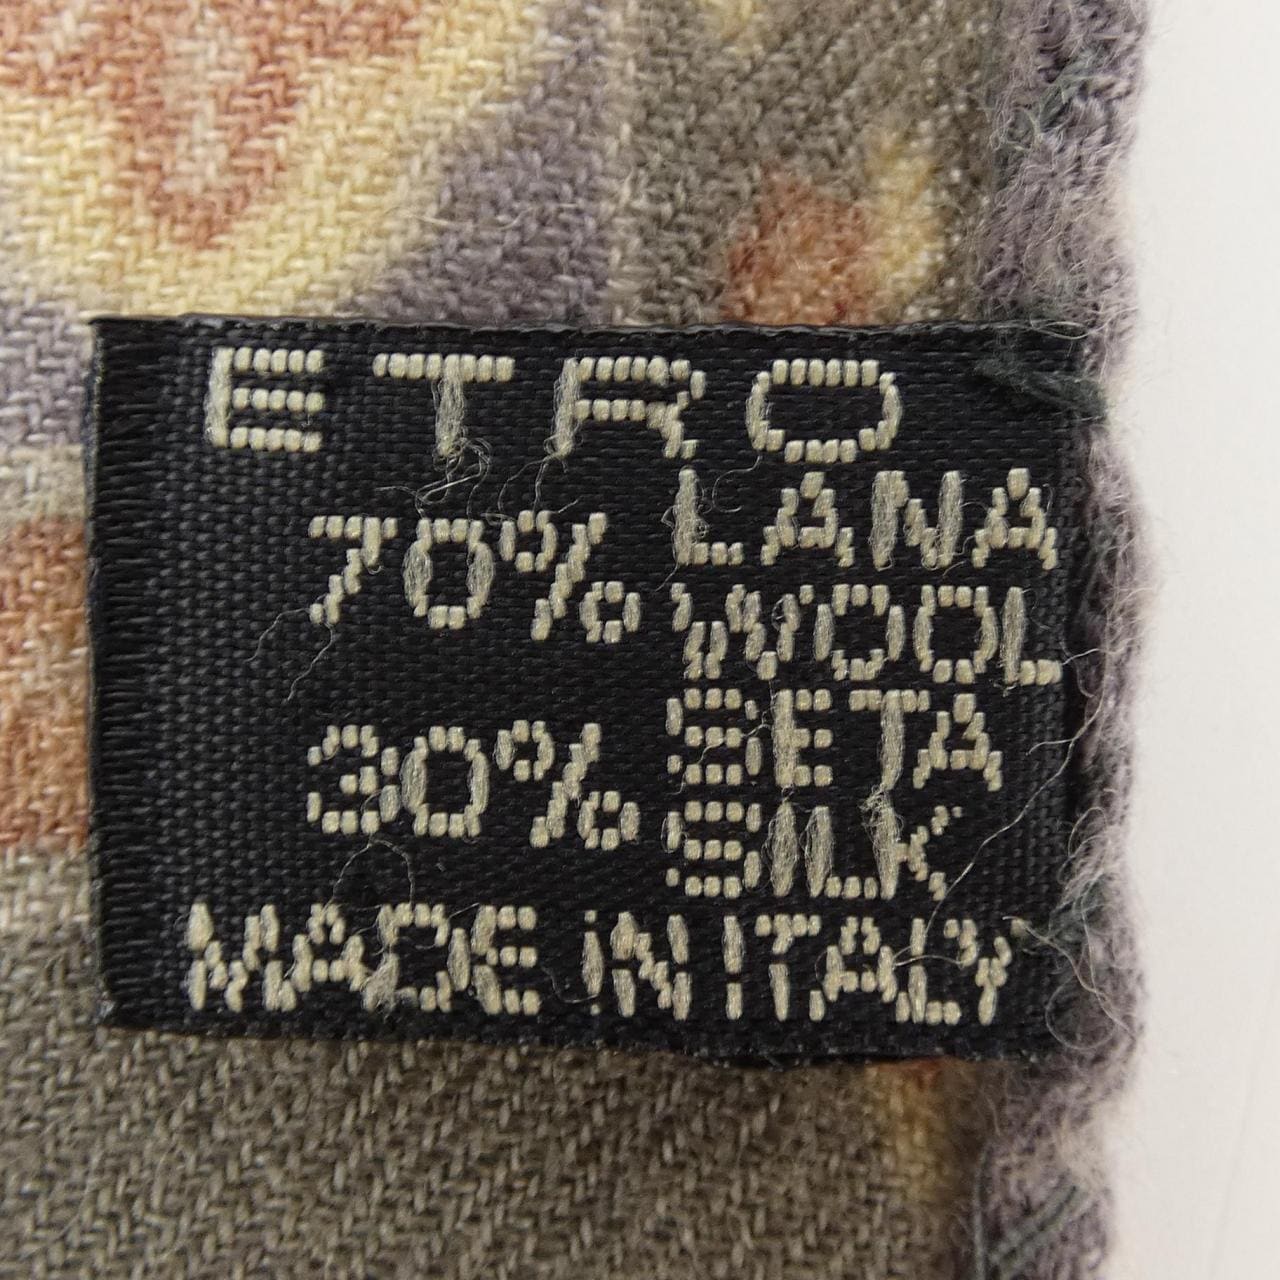 ETRO
70% LANA
WOOL
30% SETA
SILK
MADE IN ITALY